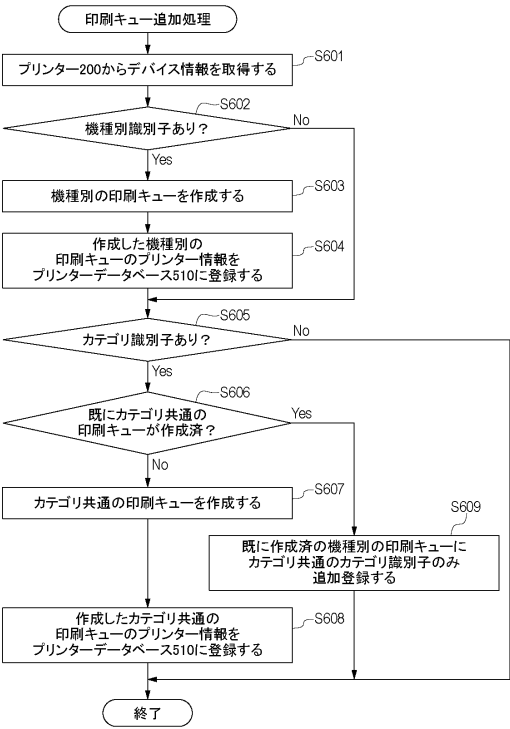 印刷キュー追加処理
S601
プリンター200からデバイス情報を取得する
S602
機種別識別子あり？
No
Yes
S603
機種別の印刷キューを作成する
S604
作成した機種別の
印刷キューのプリンター情報を
プリンターデータベース510に登録する
S605
カテゴリ識別子あり？
No
Yes
S606
既にカテゴリ共通の
印刷キューが作成済？
Yes
No
S607
カテゴリ共通の印刷キューを作成する
S609
既に作成済の機種別の印刷キューに
カテゴリ共通のカテゴリ識別子のみ
追加登録する
S608
作成したカテゴリ共通の
印刷キューのプリンター情報を
プリンターデータベース510に登録する
終了